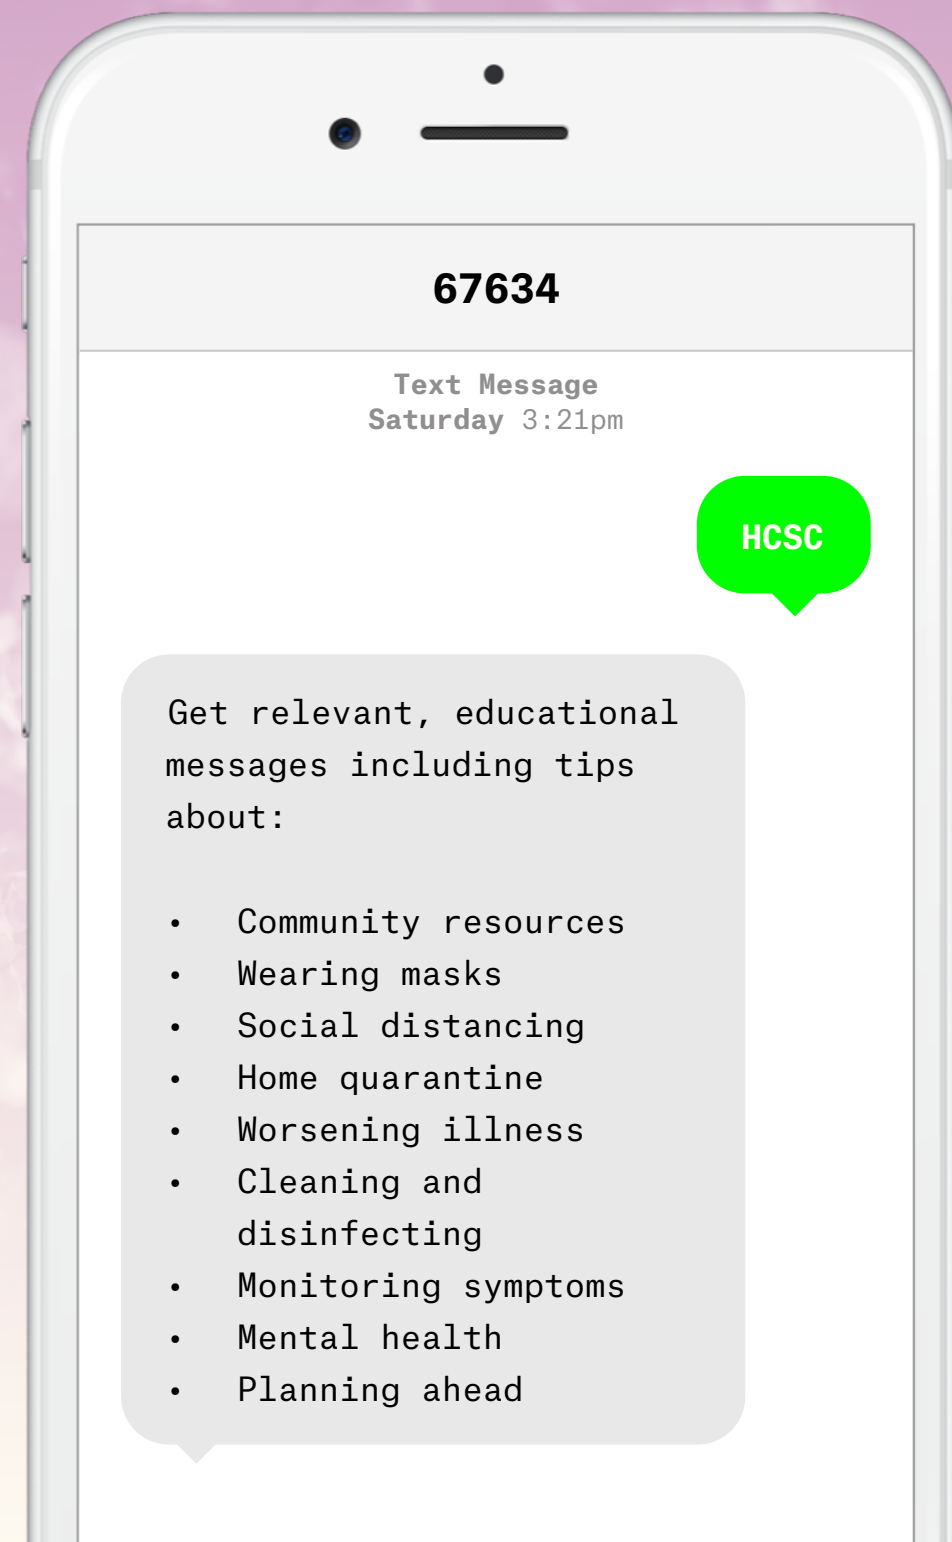 67634
Text Message
Saturday 3:21pm
HCSC
Get relevant, educational
messages including tips
about:
• Community resources
• Wearing masks
• Social distancing
• Home quarantine
• Worsening illness
• Cleaning and
disinfecting
• Monitoring symptoms
• Mental health
• Planning ahead